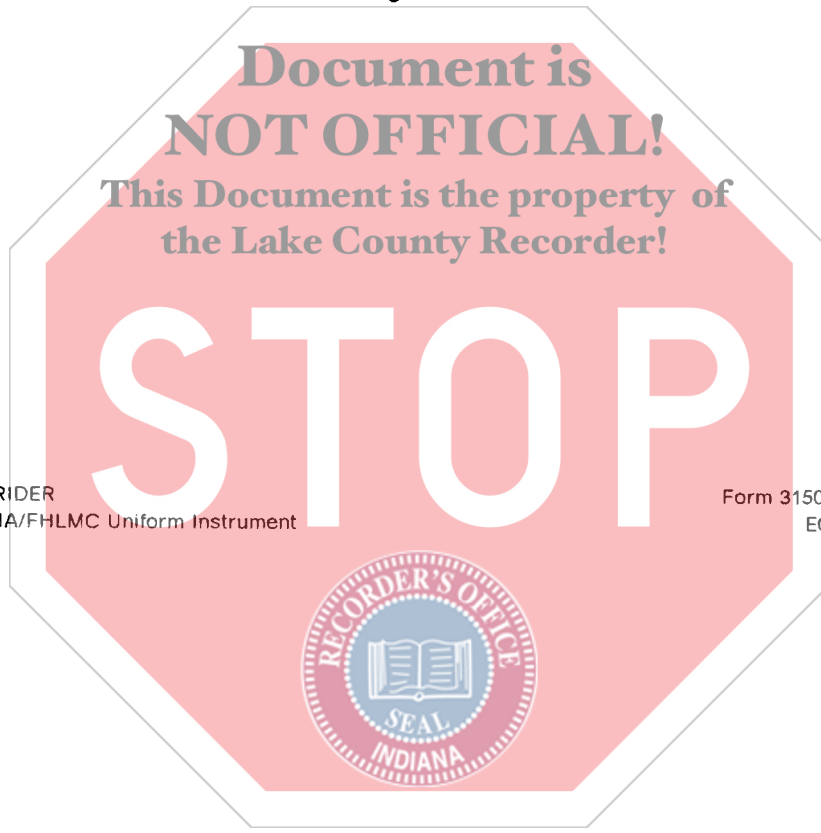 Document is
NOT OFFICIAL!
This Document is the property of
the Lake County Recorder!
STOP
RIDER
Form 3150
IA/FHLMC Uniform Instrument
RECORDER'S OFFICE
SEAL
INDIANA